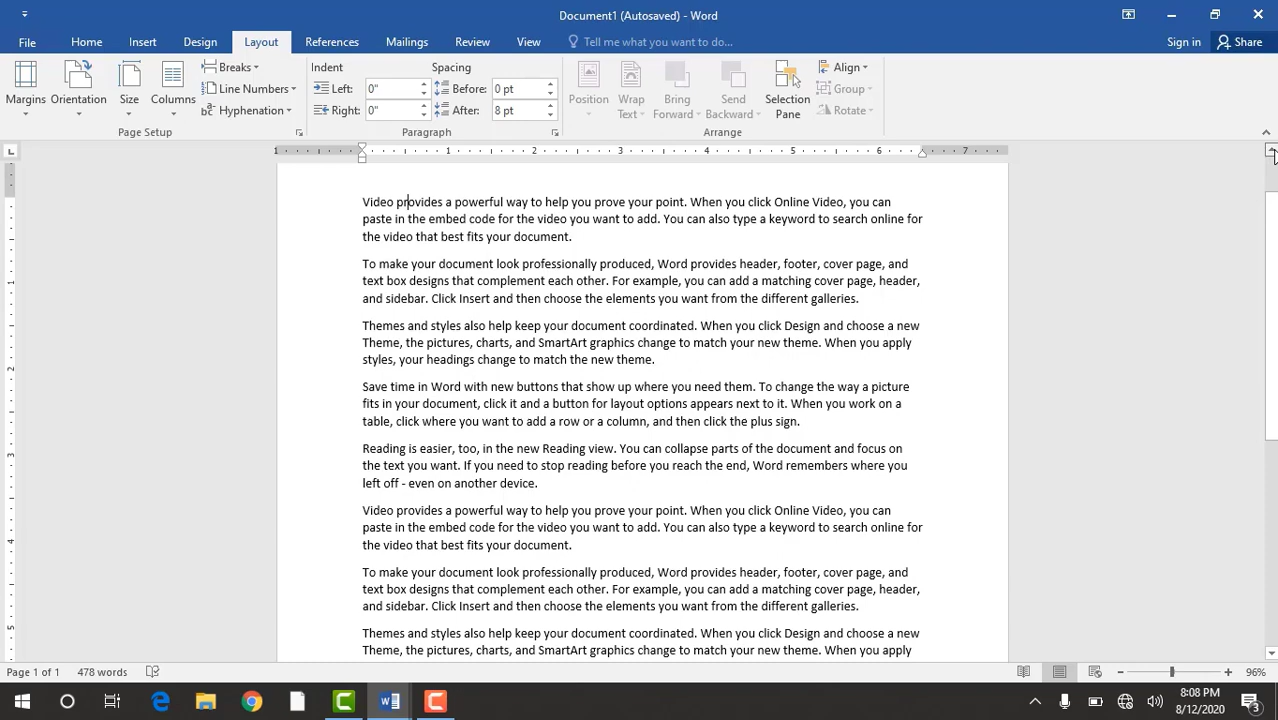 Document1 (Autosaved) - Word
File Home Insert Design Layout References Mailings Review View Tell me what you want to do... Sign in Share
Margins Orientation Size Columns Breaks Line Numbers Hyphenation
Page Setup
Indent Spacing
Left: 0" Before: 0 pt
Right: 0" After: 8 pt
Paragraph
Position Wrap Text Bring Forward Send Backward Selection Pane Align Group Rotate
Arrange
1 1 2 3 4 5 6 7
Video provides a powerful way to help you prove your point. When you click Online Video, you can
paste in the embed code for the video you want to add. You can also type a keyword to search online for
the video that best fits your document.
To make your document look professionally produced, Word provides header, footer, cover page, and
text box designs that complement each other. For example, you can add a matching cover page, header,
and sidebar. Click Insert and then choose the elements you want from the different galleries.
Themes and styles also help keep your document coordinated. When you click Design and choose a new
Theme, the pictures, charts, and SmartArt graphics change to match your new theme. When you apply
styles, your headings change to match the new theme.
Save time in Word with new buttons that show up where you need them. To change the way a picture
fits in your document, click it and a button for layout options appears next to it. When you work on a
table, click where you want to add a row or a column, and then click the plus sign.
Reading is easier, too, in the new Reading view. You can collapse parts of the document and focus on
the text you want. If you need to stop reading before you reach the end, Word remembers where you
left off - even on another device.
Video provides a powerful way to help you prove your point. When you click Online Video, you can
paste in the embed code for the video you want to add. You can also type a keyword to search online for
the video that best fits your document.
To make your document look professionally produced, Word provides header, footer, cover page, and
text box designs that complement each other. For example, you can add a matching cover page, header,
and sidebar. Click Insert and then choose the elements you want from the different galleries.
Themes and styles also help keep your document coordinated. When you click Design and choose a new
Theme, the pictures, charts, and SmartArt graphics change to match your new theme. When you apply
1
2
3
4
5
Page 1 of 1 478 words 96%
8:08 PM
8/12/2020
3